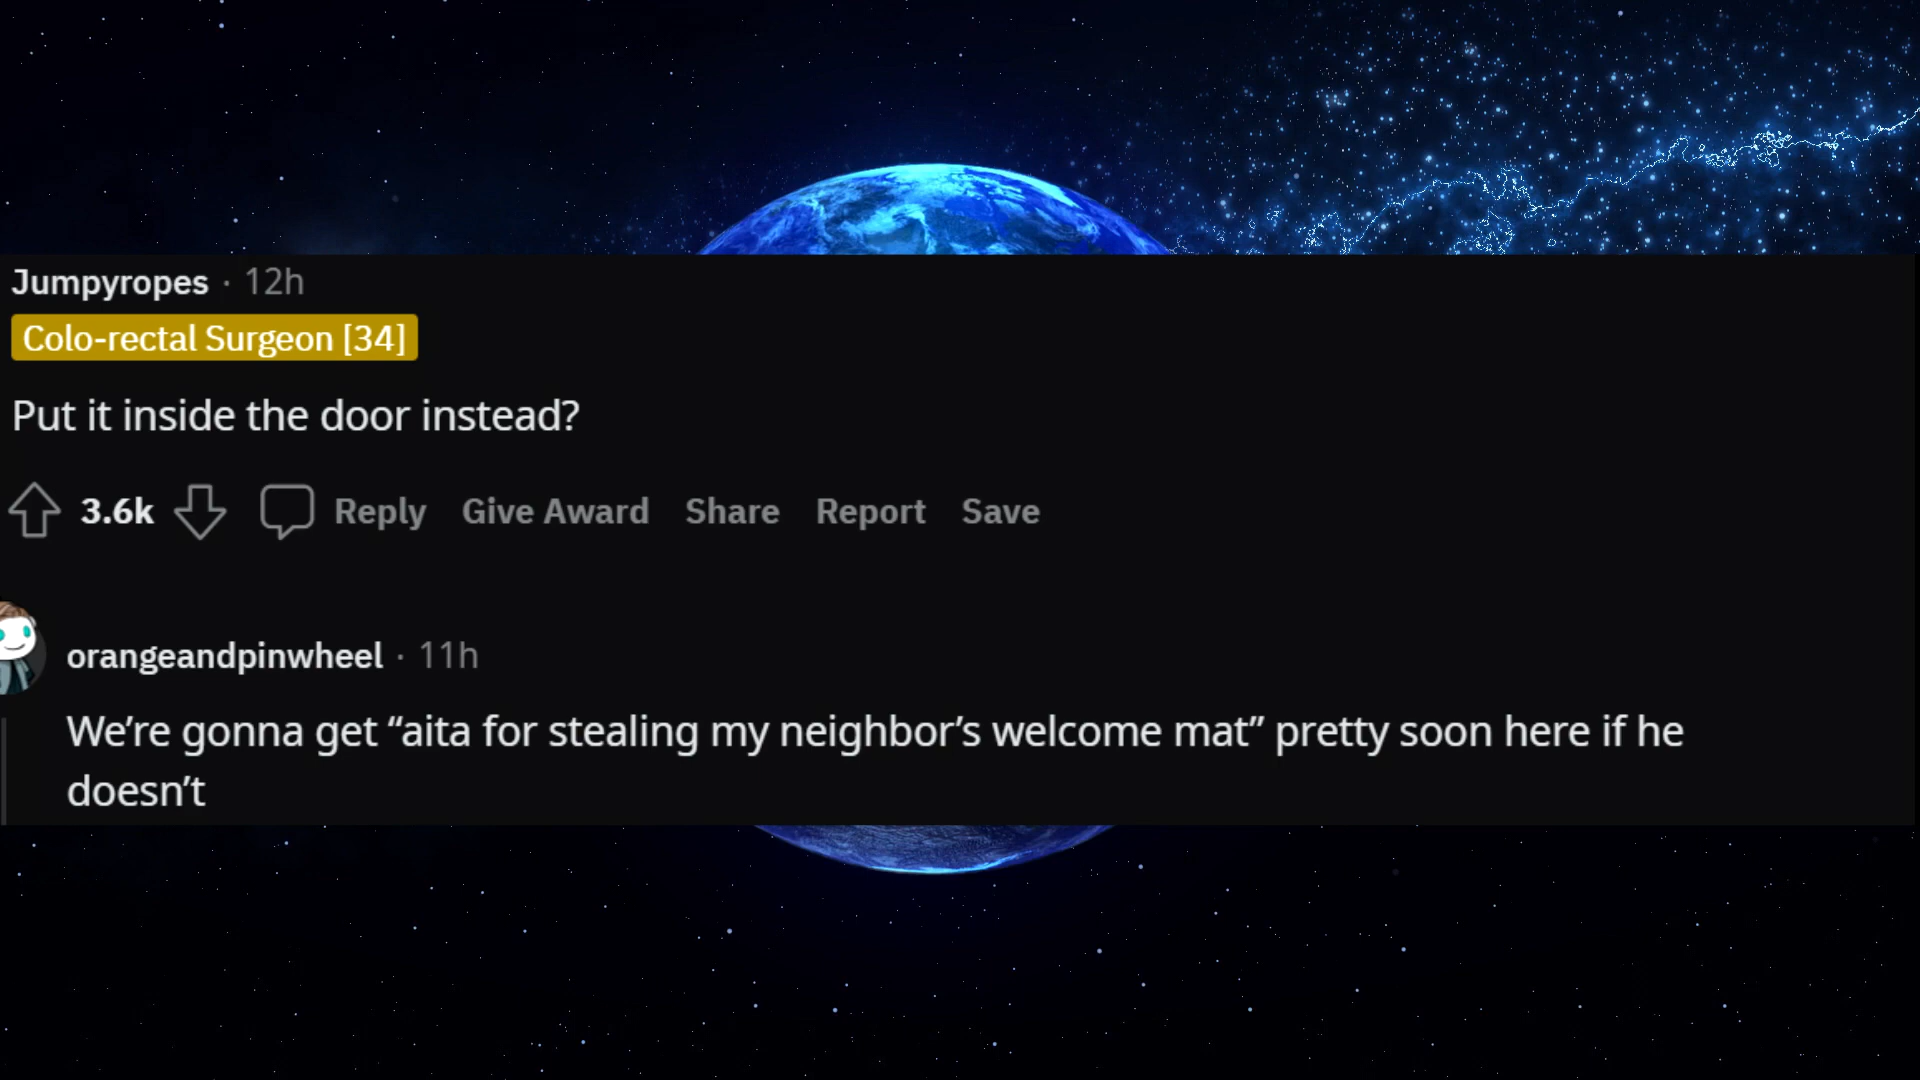 Jumpyropes · 12h
Colo-rectal Surgeon [34]
Put it inside the door instead?
3.6k Reply Give Award Share Report Save
orangeandpinwheel · 11h
We’re gonna get “aita for stealing my neighbor’s welcome mat” pretty soon here if he
doesn’t